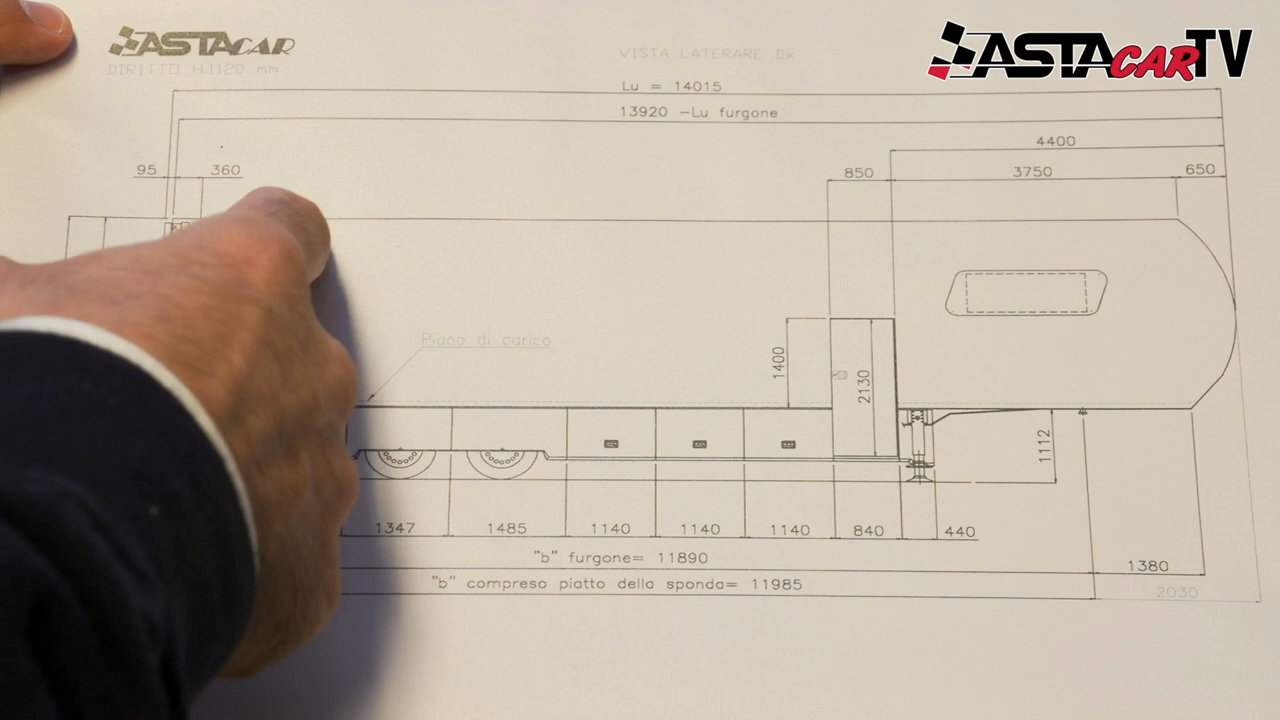 ASTACAR
ASTACARTV
DIRITTO H.1120 mm
VISTA LATERARE Dx
Lu = 14015
13920 -Lu furgone
4400
95
360
850
3750
650
Piano di carico
1400
2130
1112
1347
1485
1140
1140
1140
840
440
"b" furgone= 11890
1380
"b" compreso piatto della sponda= 11985
2030